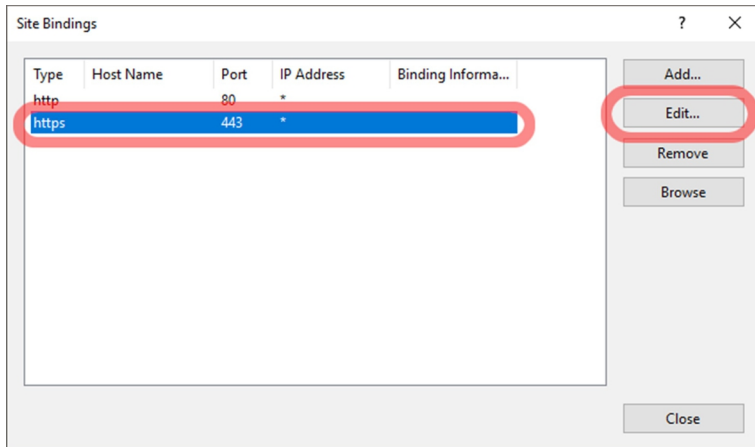 Site Bindings ? ×
Type Host Name Port IP Address Binding Informa... Add...
http 80 *
https 443 * Edit...
Remove
Browse
Close